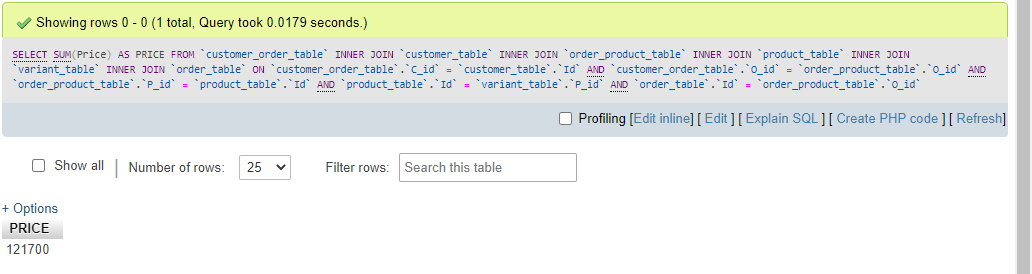 Showing rows 0 - 0 (1 total, Query took 0.0179 seconds.)
SELECT SUM(Price) AS PRICE FROM `customer_order_table` INNER JOIN `customer_table` INNER JOIN `order_product_table` INNER JOIN `product_table` INNER JOIN
`variant_table` INNER JOIN `order_table` ON `customer_order_table`.`C_id` = `customer_table`.`Id` AND `customer_order_table`.`O_id` = `order_product_table`.`O_id` AND
`order_product_table`.`P_id` = `product_table`.`Id` AND `product_table`.`Id` = `variant_table`.`P_id` AND `order_table`.`Id` = `order_product_table`.`O_id`
Profiling [Edit inline] [ Edit ] [ Explain SQL ] [ Create PHP code ] [ Refresh]
Show all | Number of rows: 25 Filter rows: Search this table
+ Options
PRICE
121700